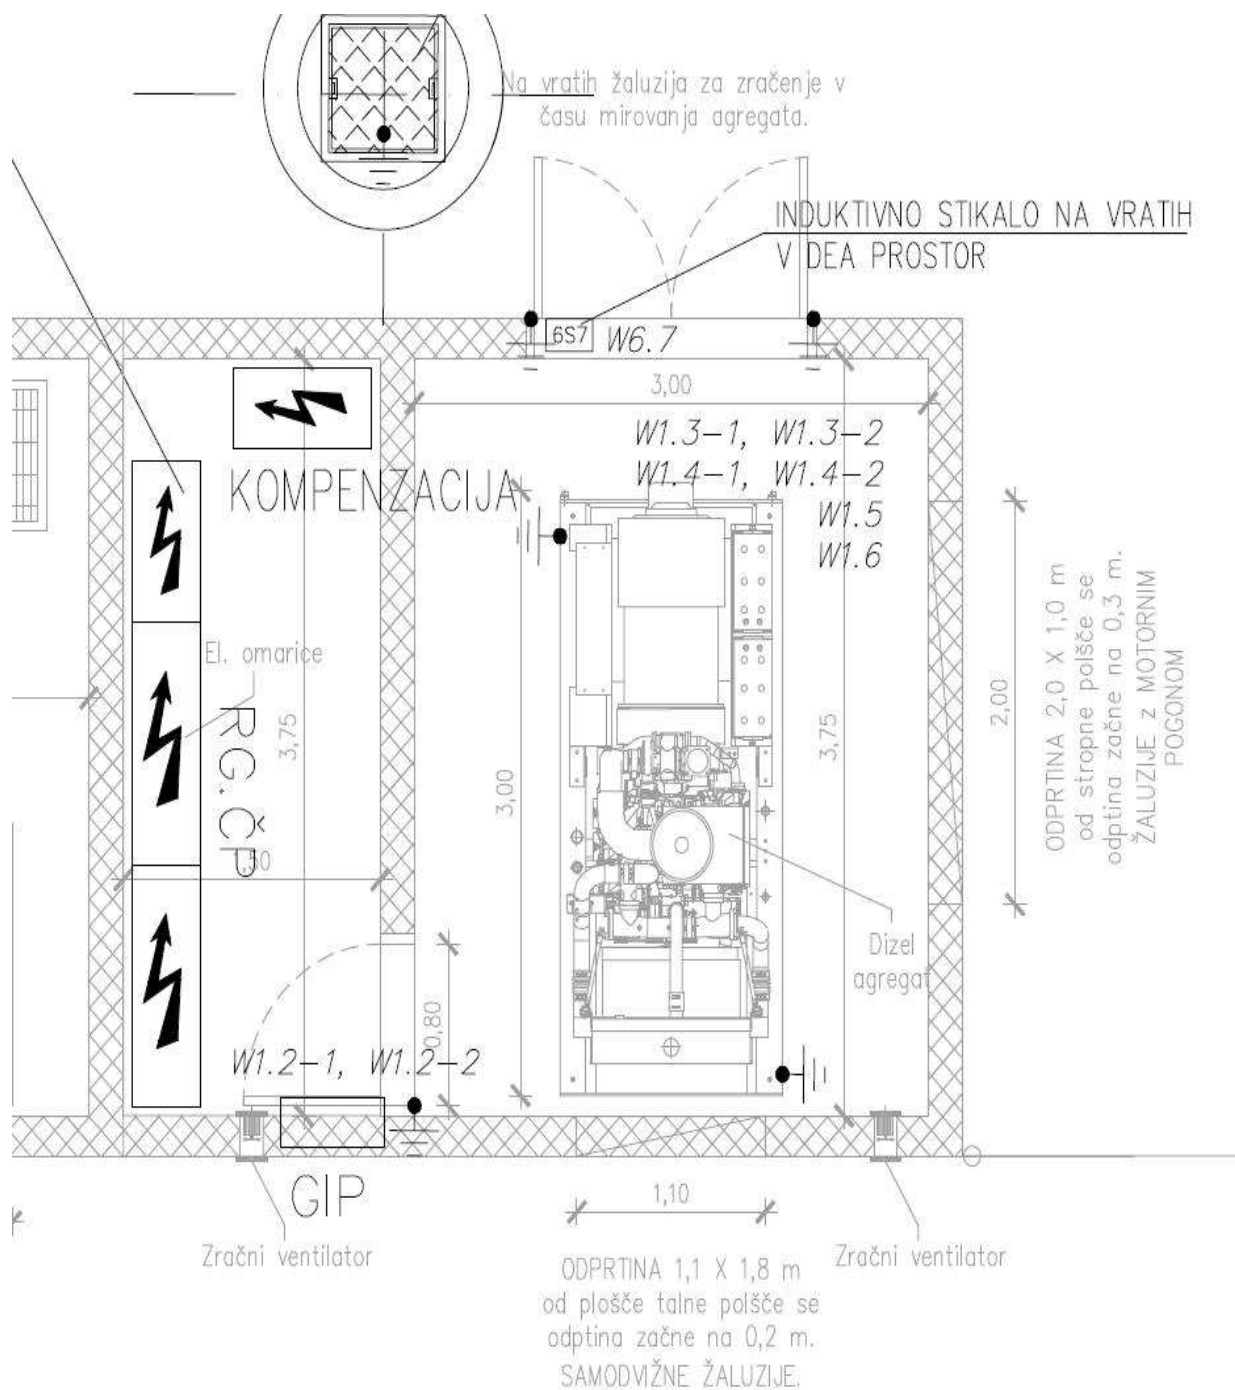 Na vratih žaluzija za zračenje v
času mirovanja agregata.
INDUKTIVNO STIKALO NA VRATIH
V DEA PROSTOR
6S7
W6.7
3,00
W1.3-1, W1.3-2
W1.4-1, W1.4-2
W1.5
W1.6
KOMPENZACIJA
El. omarice
RG.ČP
3,75
1,50
3,00
3,75
2,00
ODPRTINA 2,0 X 1,0 m
od stropne polšče se
odptina začne na 0,3 m.
ŽALUZIJE z MOTORNIM
POGONOM
Dizel
agregat
0,80
W1.2-1, W1.2-2
GIP
1,10
Zračni ventilator
Zračni ventilator
ODPRTINA 1,1 X 1,8 m
od plošče talne polšče se
odptina začne na 0,2 m.
SAMODVIŽNE ŽALUZIJE.